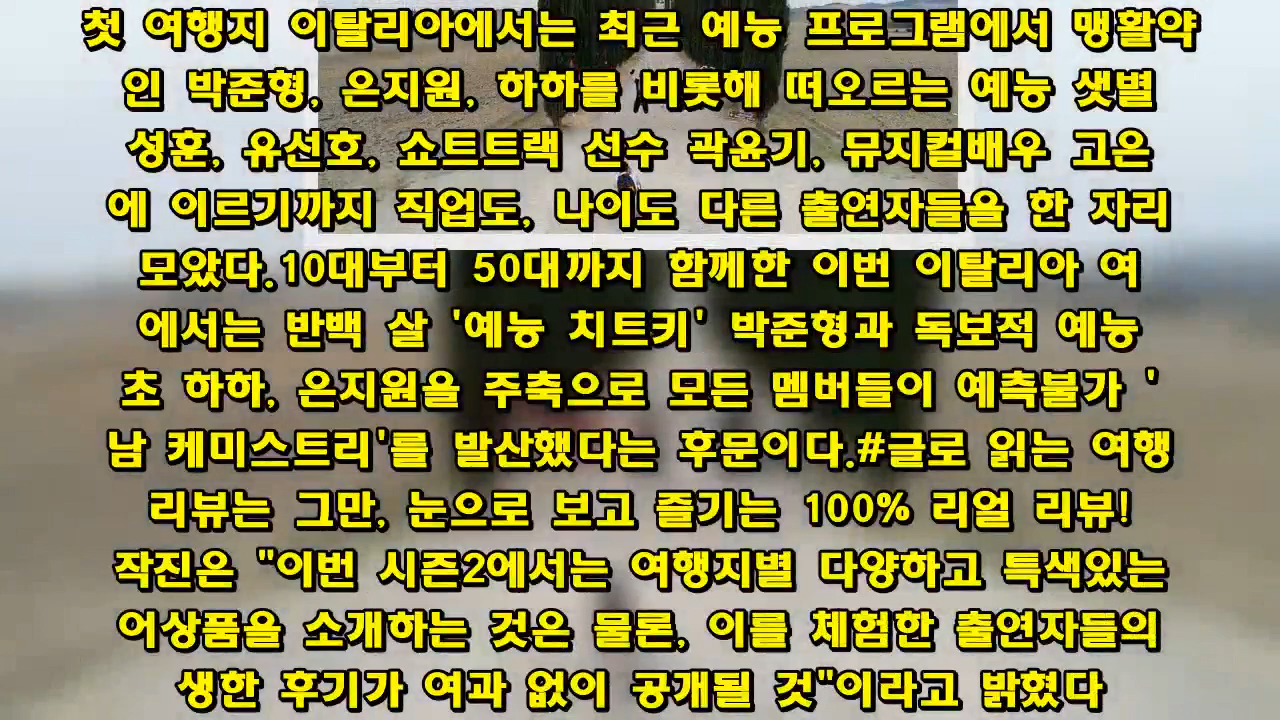 첫 여행지 이탈리아에서는 최근 예능 프로그램에서 맹활약
인 박준형, 은지원, 하하를 비롯해 떠오르는 예능 샛별
성훈, 유선호, 쇼트트랙 선수 곽윤기, 뮤지컬배우 고은
에 이르기까지 직업도, 나이도 다른 출연자들을 한 자리
모았다.10대부터 50대까지 함께한 이번 이탈리아 여
에서는 반백 살 '예능 치트키' 박준형과 독보적 예능
초 하하, 은지원을 주축으로 모든 멤버들이 예측불가 '
남 케미스트리'를 발산했다는 후문이다.#글로 읽는 여행
리뷰는 그만, 눈으로 보고 즐기는 100% 리얼 리뷰!
작진은 "이번 시즌2에서는 여행지별 다양하고 특색있는
어상품을 소개하는 것은 물론, 이를 체험한 출연자들의
생한 후기가 여과 없이 공개될 것"이라고 밝혔다